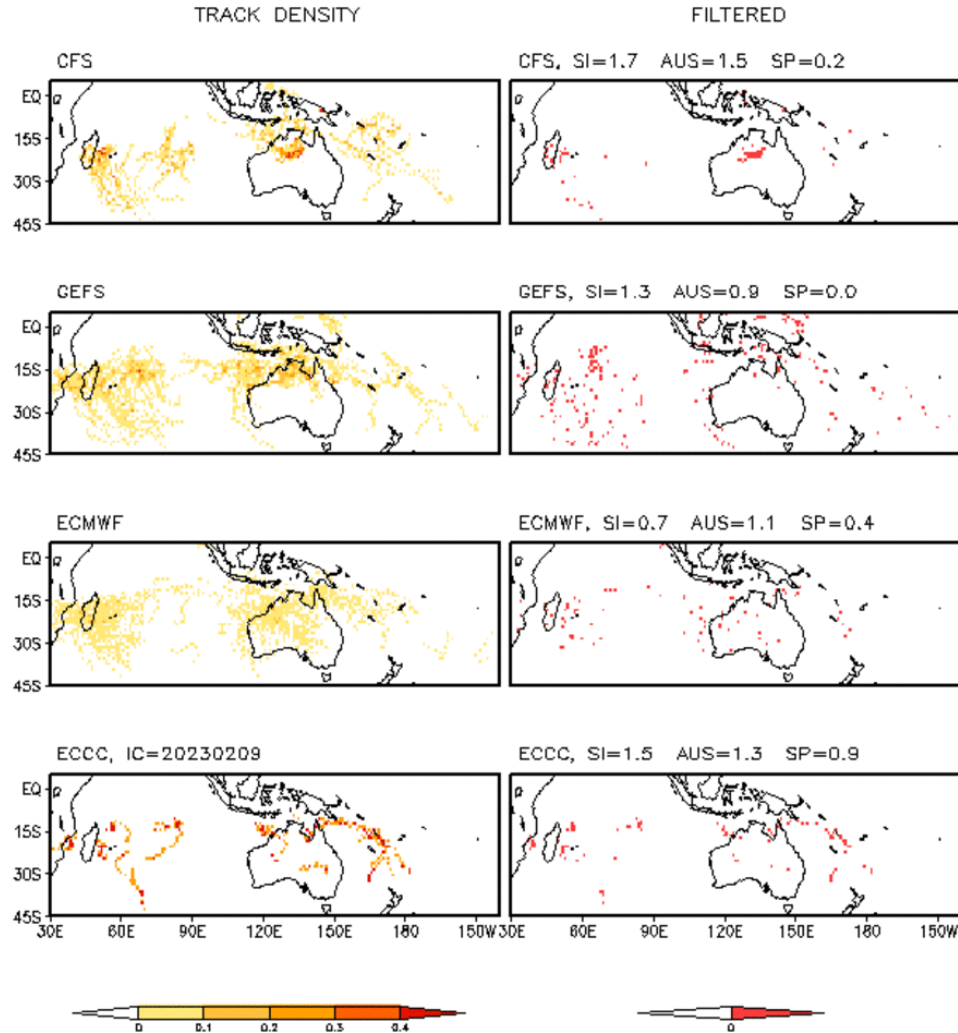 TRACK DENSITY FILTERED
CFS CFS, SI=1.7 AUS=1.5 SP=0.2
EQ
15S
30S
45S
GEFS GEFS, SI=1.3 AUS=0.9 SP=0.0
EQ
15S
30S
45S
ECMWF ECMWF, SI=0.7 AUS=1.1 SP=0.4
EQ
15S
30S
45S
ECCC, IC=20230209 ECCC, SI=1.5 AUS=1.3 SP=0.9
EQ
15S
30S
45S
30E 60E 90E 120E 150E 180 150W 30E 60E 90E 120E 150E 180 150W
0 0.1 0.2 0.3 0.4 0